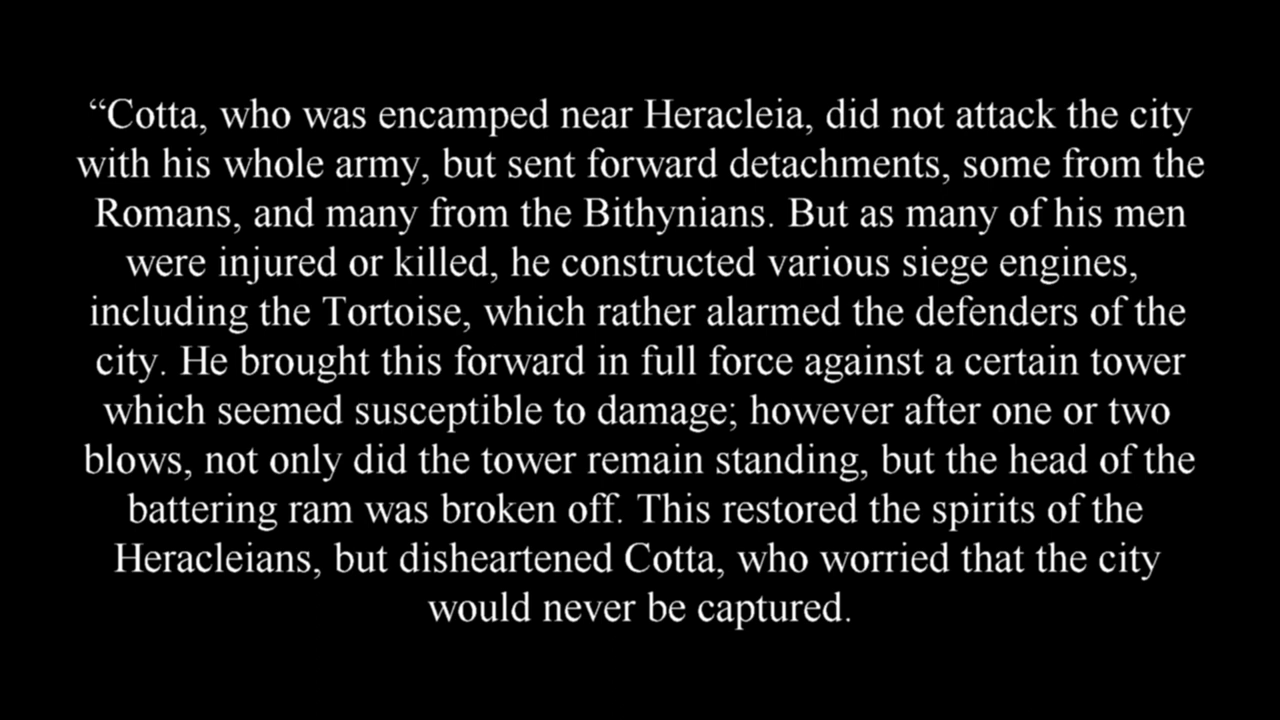 “Cotta, who was encamped near Heracleia, did not attack the city
with his whole army, but sent forward detachments, some from the
Romans, and many from the Bithynians. But as many of his men
were injured or killed, he constructed various siege engines,
including the Tortoise, which rather alarmed the defenders of the
city. He brought this forward in full force against a certain tower
which seemed susceptible to damage; however after one or two
blows, not only did the tower remain standing, but the head of the
battering ram was broken off. This restored the spirits of the
Heracleians, but disheartened Cotta, who worried that the city
would never be captured.